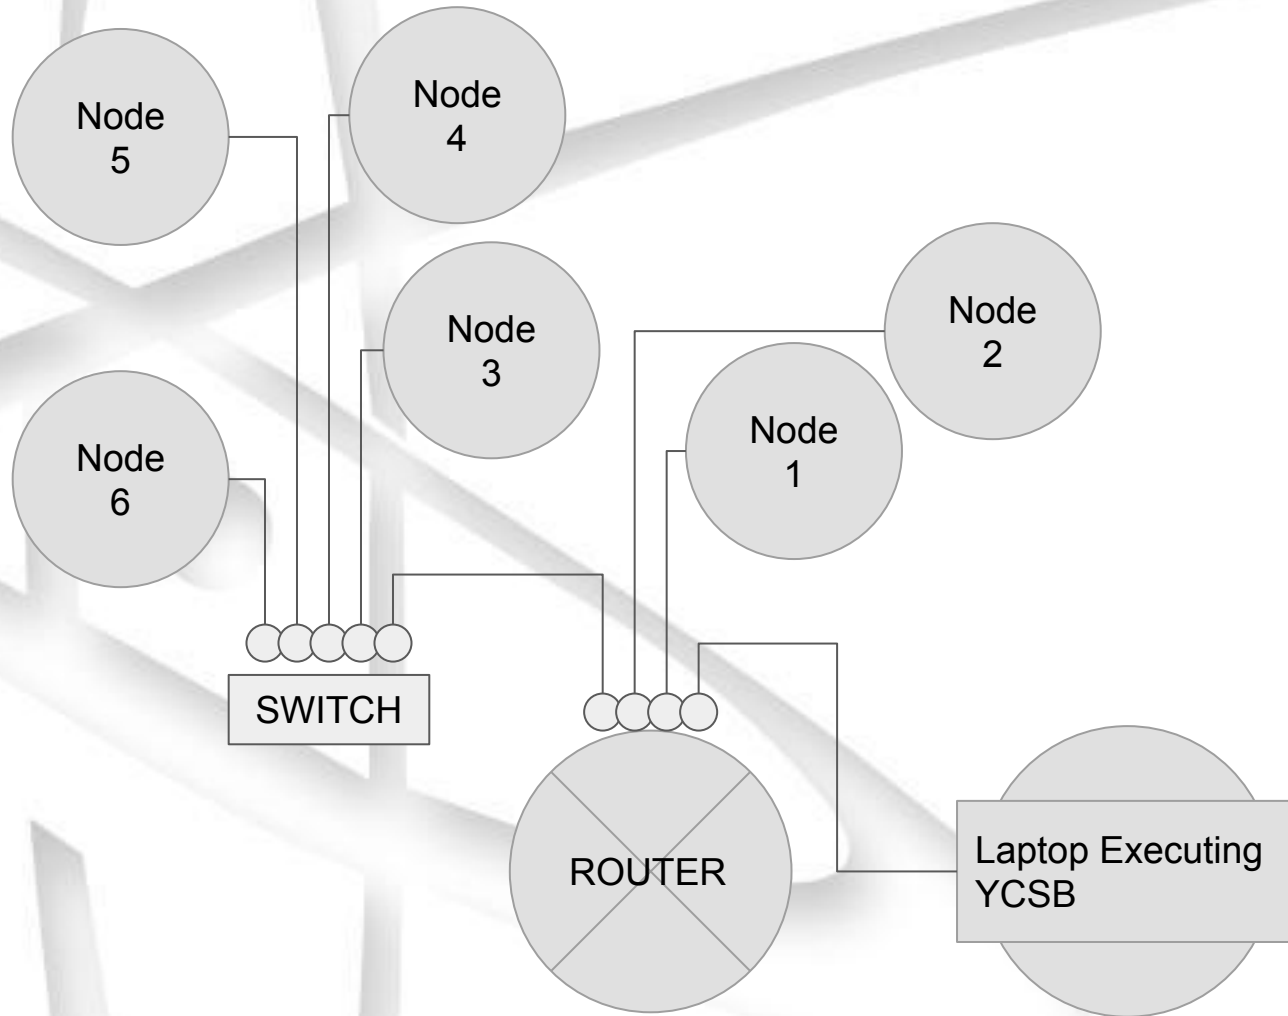 Node
5
Node
4
Node
3
Node
2
Node
1
Node
6
SWITCH
ROUTER
Laptop Executing
YCSB